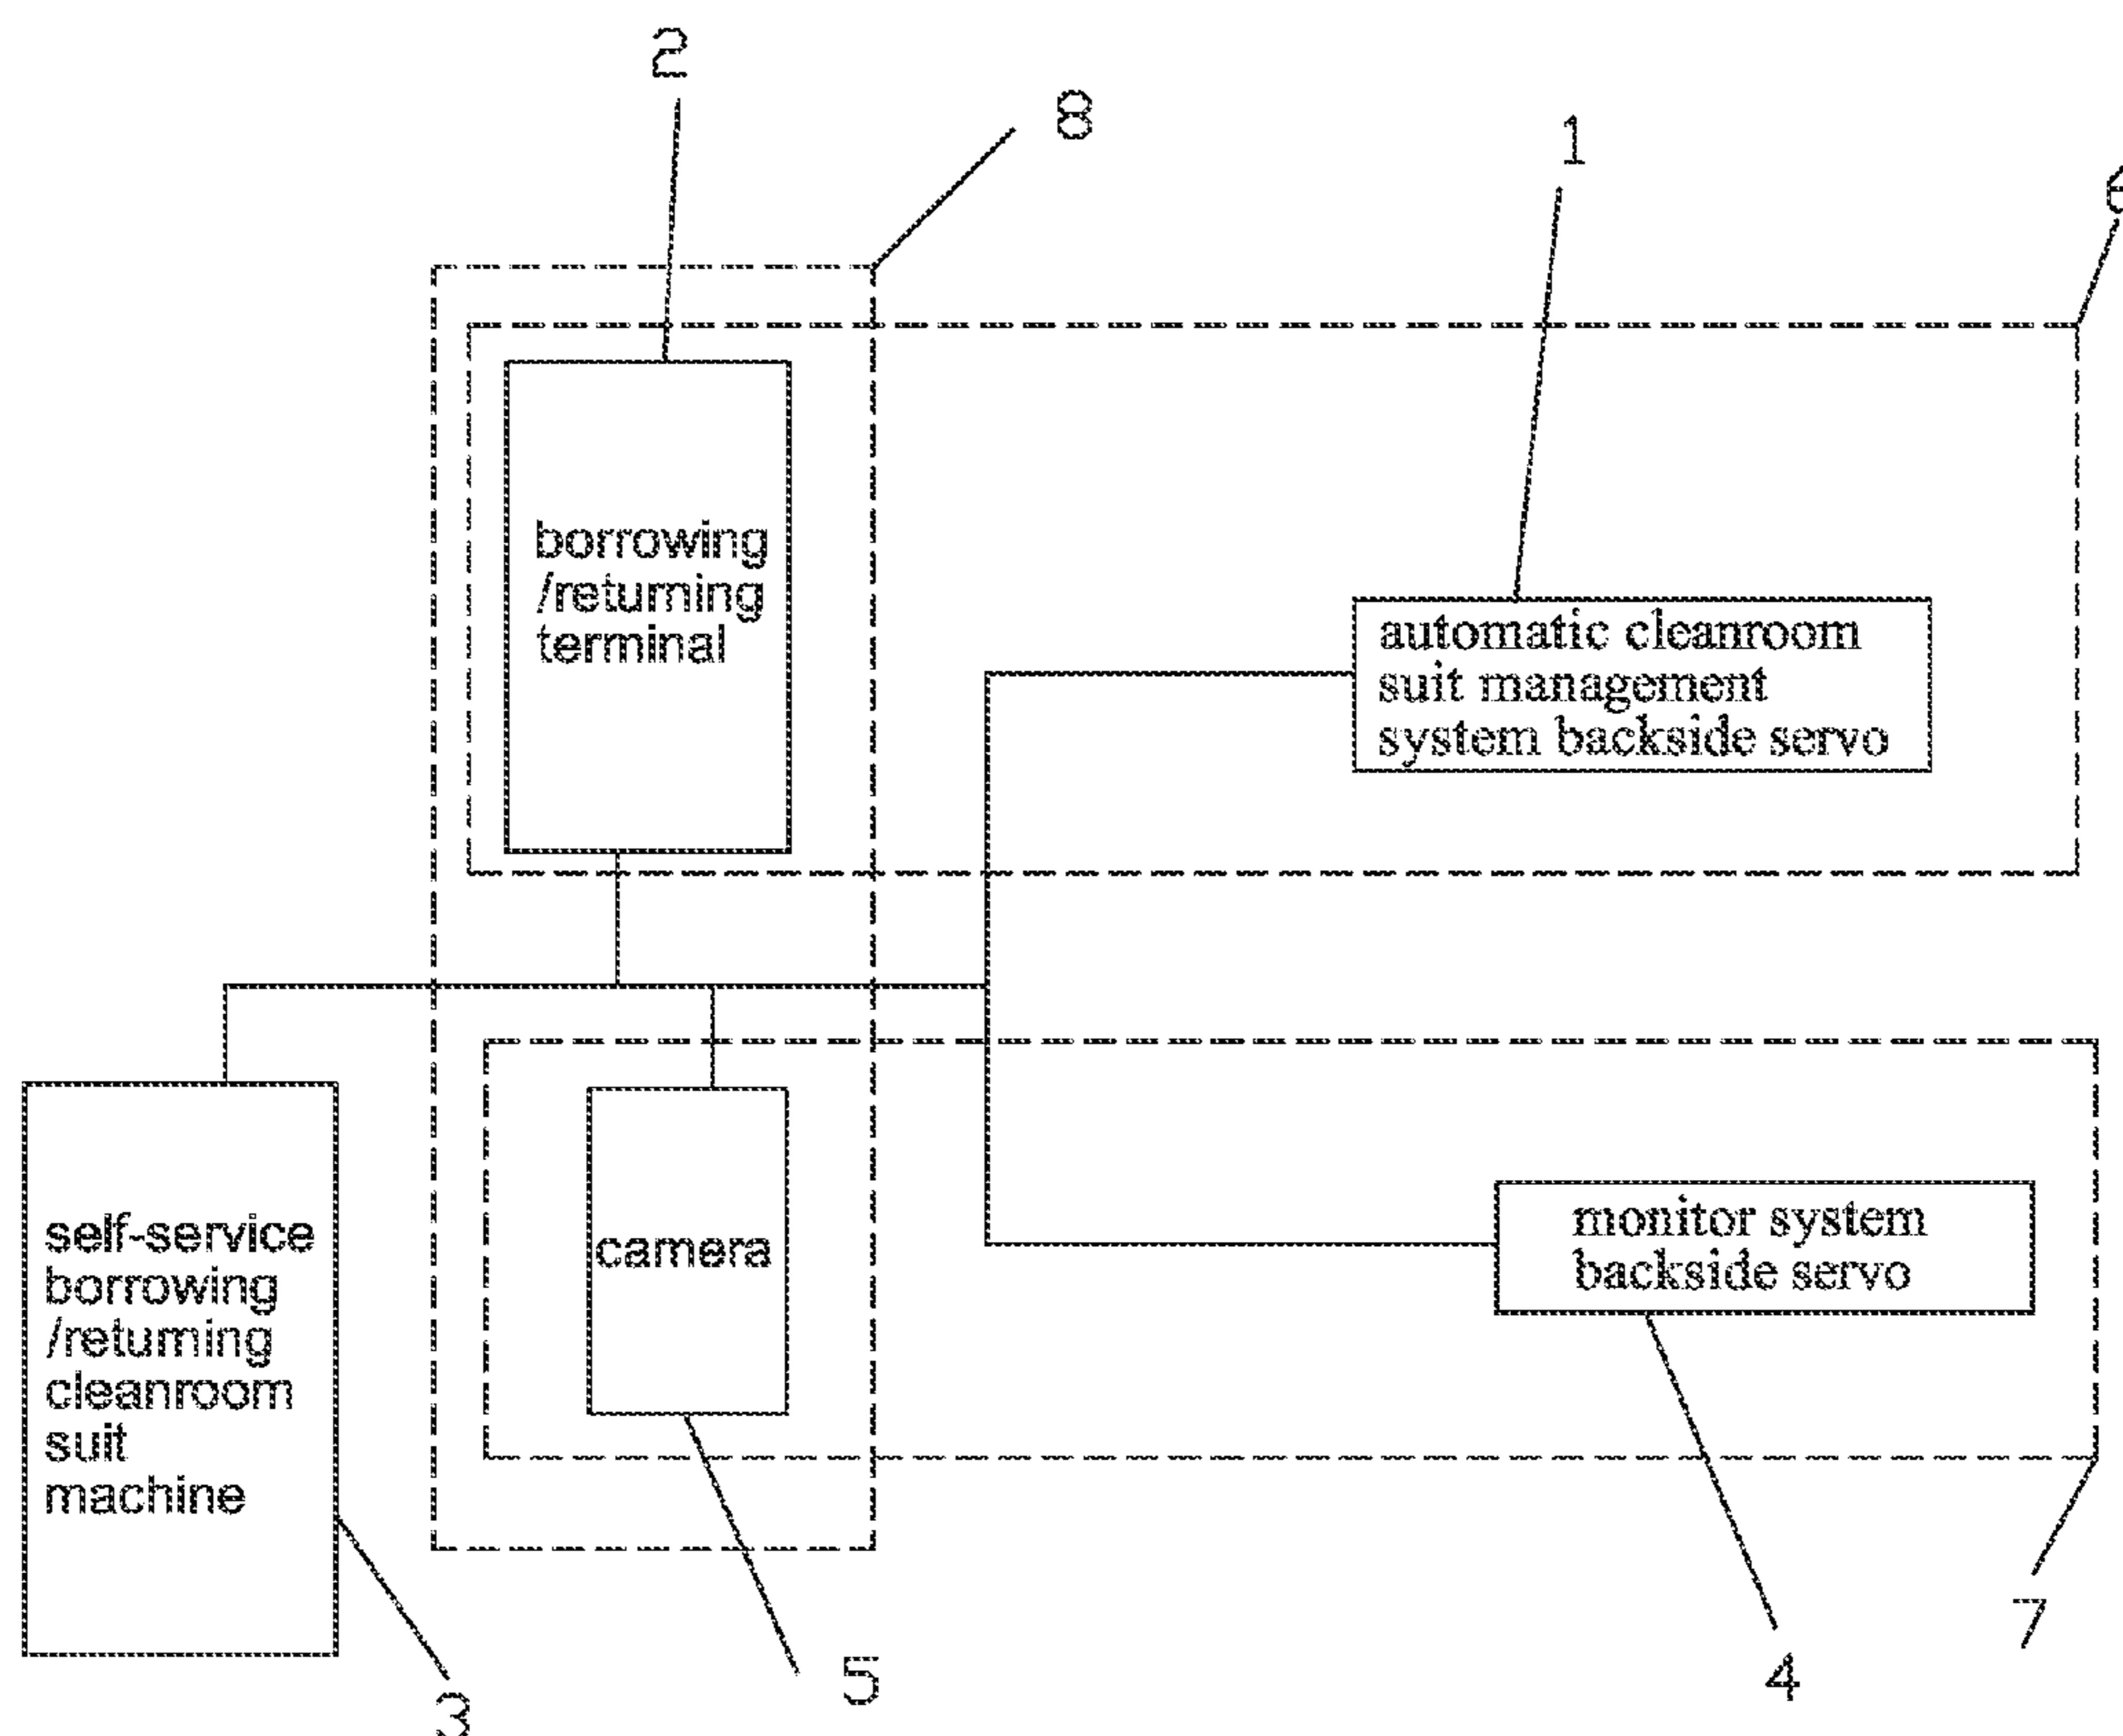 2
8
1
6
borrowing
/returning
terminal
automatic cleanroom
suit management
system backside servo
self-service
borrowing
/returning
cleanroom
suit
machine
camera
monitor system
backside servo
7
5
4
3